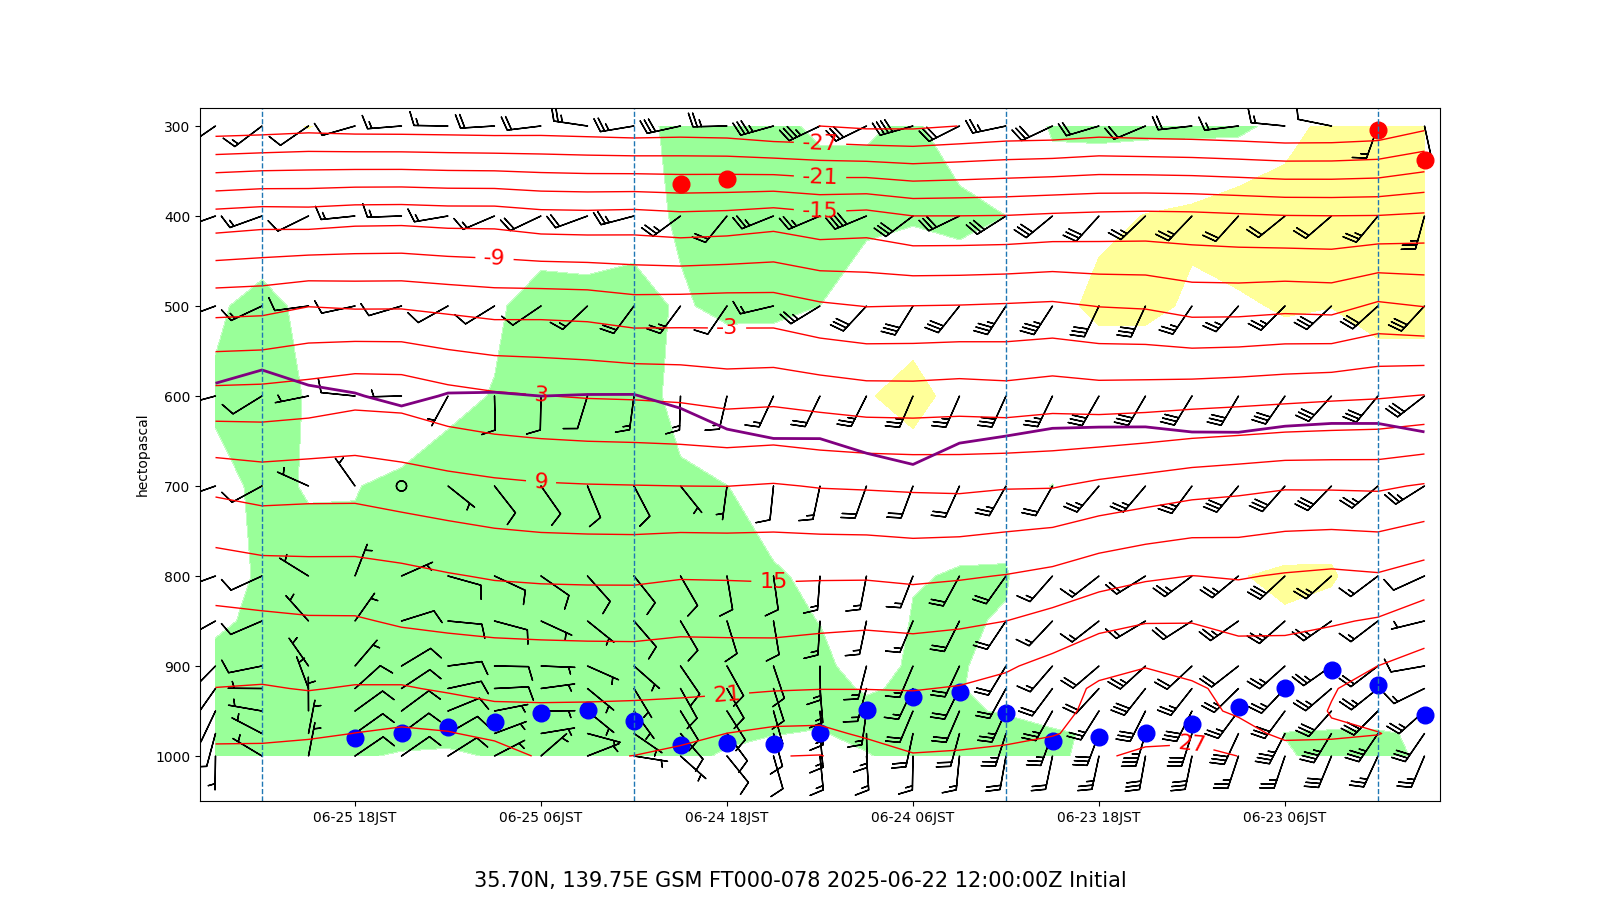 300
400
500
600
700
800
900
1000
hectopascal
-27
-21
-15
-9
-3
3
9
15
21
27
06-25 18JST
06-25 06JST
06-24 18JST
06-24 06JST
06-23 18JST
06-23 06JST
35.70N, 139.75E GSM FT000-078 2025-06-22 12:00:00Z Initial